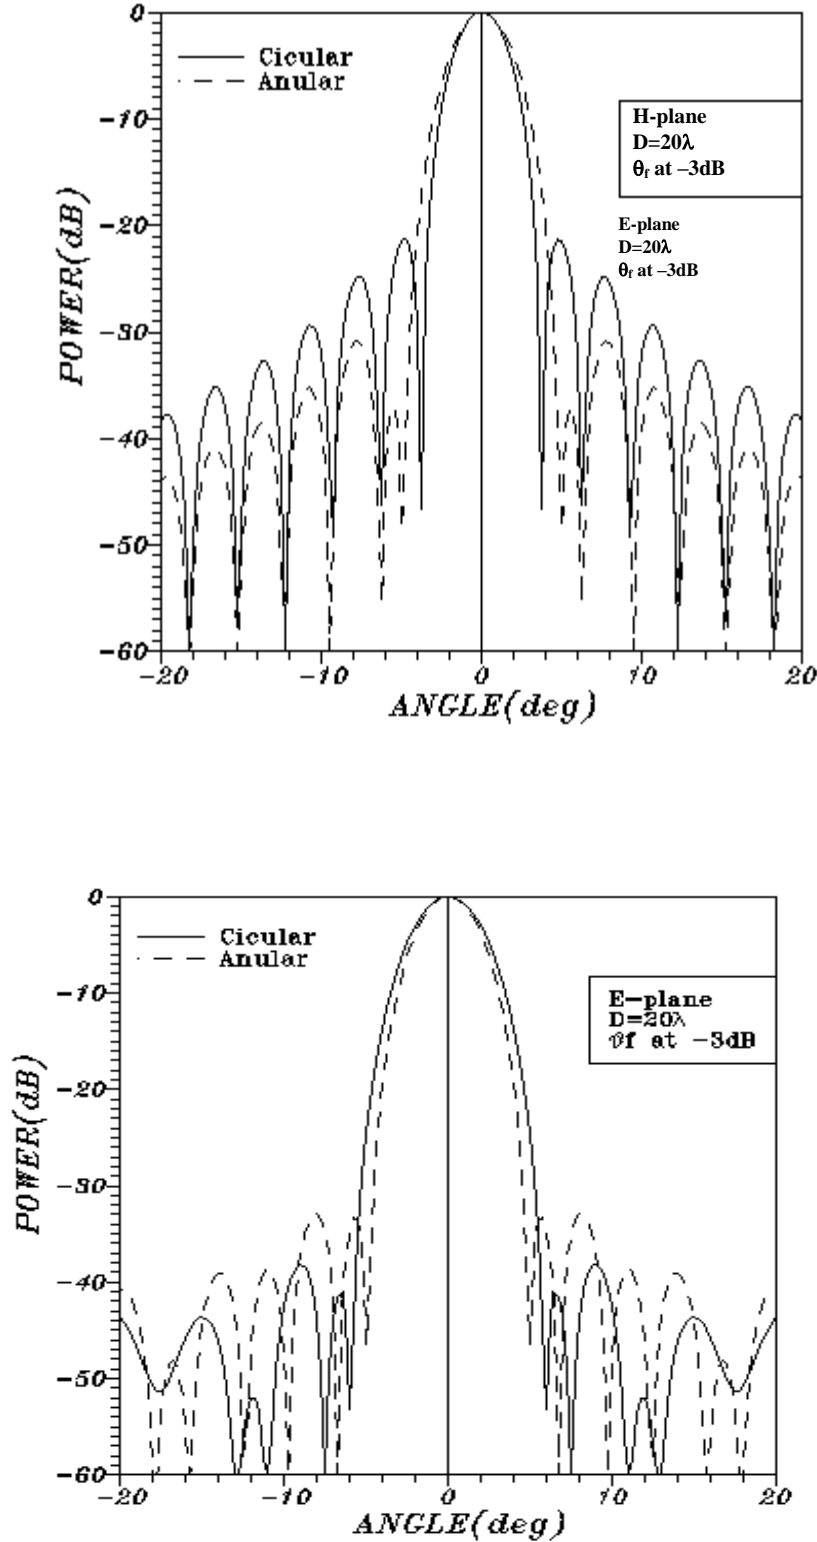 0
Cicular
Anular
-10
H-plane
D=20λ
θf at –3dB
-20
E-plane
D=20λ
θf at –3dB
POWER(dB)
-30
-40
-50
-60
-20 -10 0 10 20
ANGLE(deg)
0
Cicular
Anular
-10
E-plane
D=20λ
ϑf at -3dB
-20
POWER(dB)
-30
-40
-50
-60
-20 -10 0 10 20
ANGLE(deg)